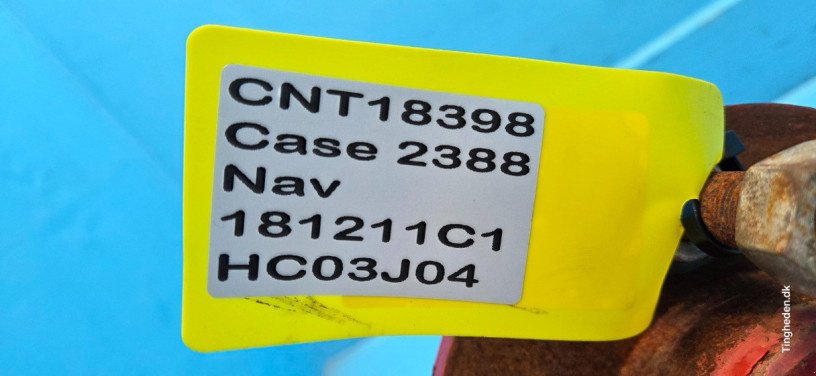 CNT18398
Case 2388
Nav
181211C1
HC03J04
Tingheden.dk